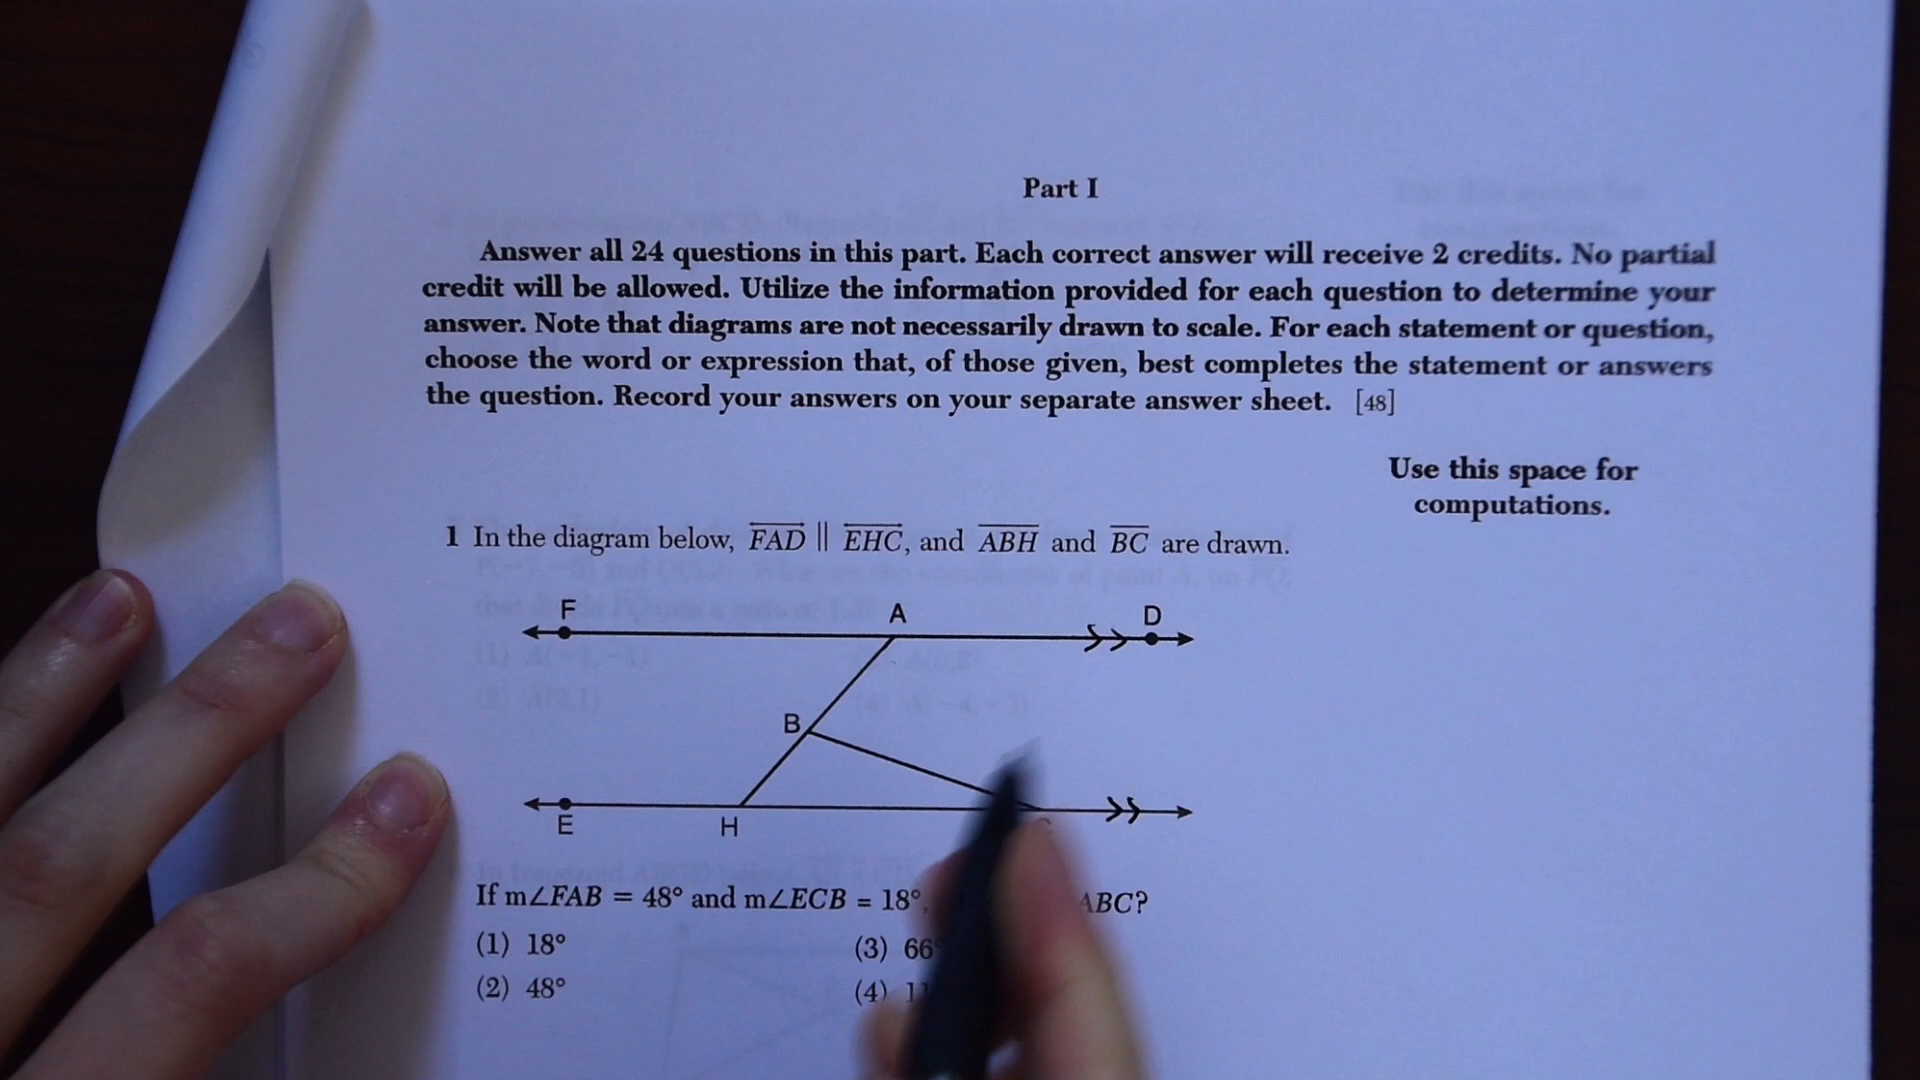 Part I
Answer all 24 questions in this part. Each correct answer will receive 2 credits. No partial
credit will be allowed. Utilize the information provided for each question to determine your
answer. Note that diagrams are not necessarily drawn to scale. For each statement or question,
choose the word or expression that, of those given, best completes the statement or answers
the question. Record your answers on your separate answer sheet. [48]
Use this space for
computations.
1 In the diagram below, FAD || EHC, and ABH and BC are drawn.
F A D
B
E H
If m∠FAB = 48° and m∠ECB = 18°, ABC?
(1) 18° (3) 66°
(2) 48° (4)